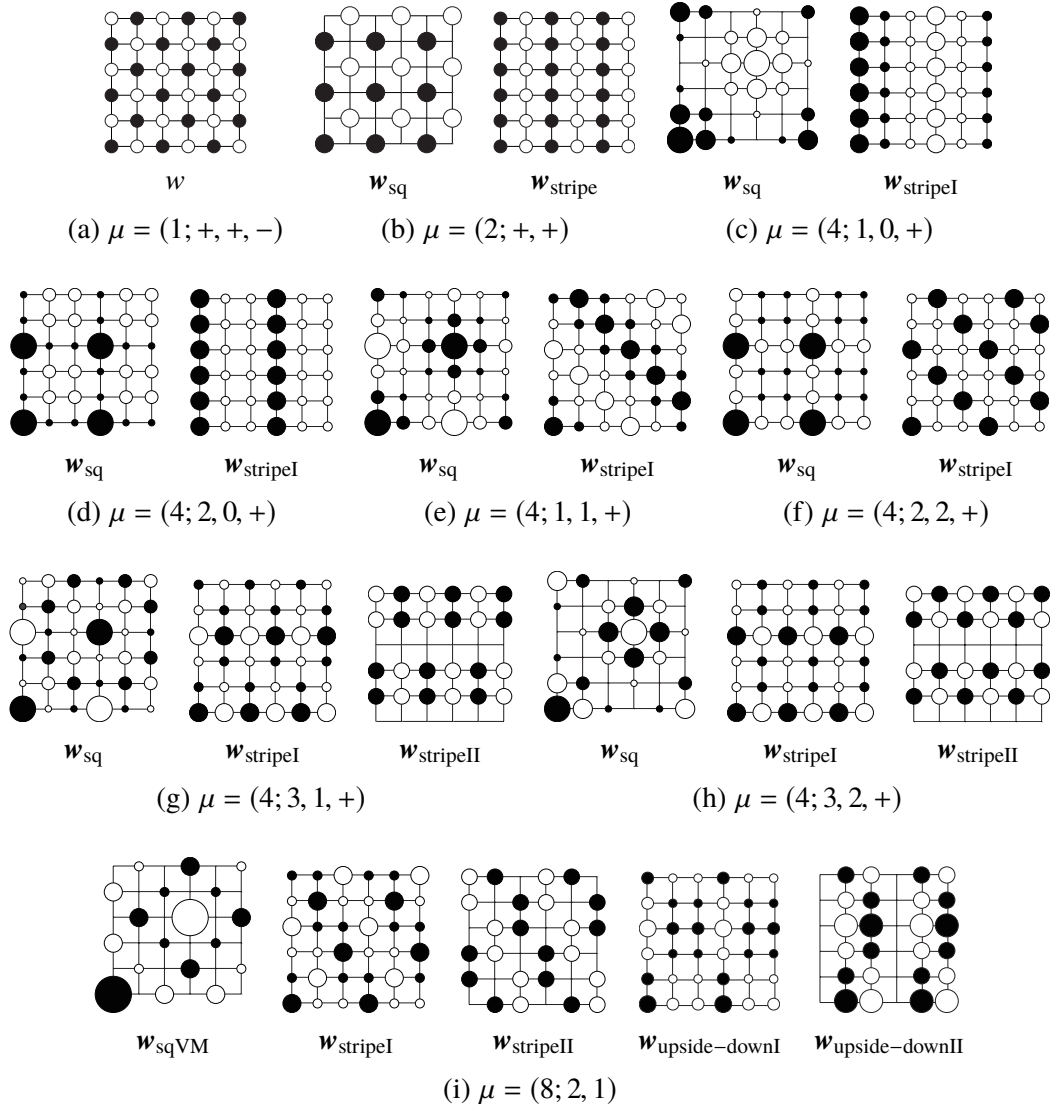 w
w_sq w_stripe
w_sq w_stripeI
(a) μ = (1; +, +, −) (b) μ = (2; +, +) (c) μ = (4; 1, 0, +)
w_sq w_stripeI
w_sq w_stripeI
w_sq w_stripeI
(d) μ = (4; 2, 0, +) (e) μ = (4; 1, 1, +) (f) μ = (4; 2, 2, +)
w_sq w_stripeI w_stripeII
w_sq w_stripeI w_stripeII
(g) μ = (4; 3, 1, +) (h) μ = (4; 3, 2, +)
w_sqVM w_stripeI w_stripeII w_upside−downI w_upside−downII
(i) μ = (8; 2, 1)